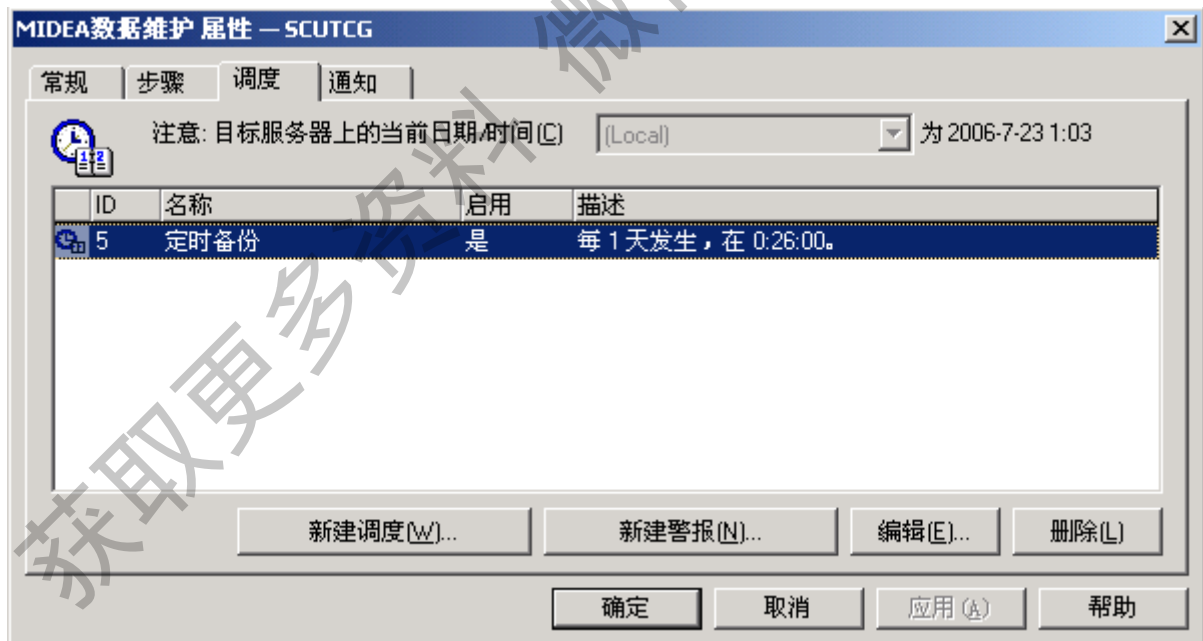 MIDEA数据维护 属性 — SCUTCG
常规 步骤 调度 通知
注意: 目标服务器上的当前日期/时间(C) (Local) 为 2006-7-23 1:03
ID 名称 启用 描述
5 定时备份 是 每 1 天发生，在 0:26:00。
新建调度(W)... 新建警报(N)... 编辑(E)... 删除(L)
确定 取消 应用(A) 帮助
获取更多资料 微